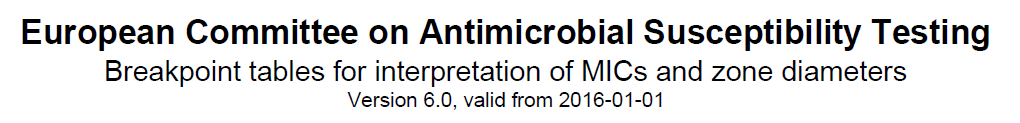 European Committee on Antimicrobial Susceptibility Testing
Breakpoint tables for interpretation of MICs and zone diameters
Version 6.0, valid from 2016-01-01